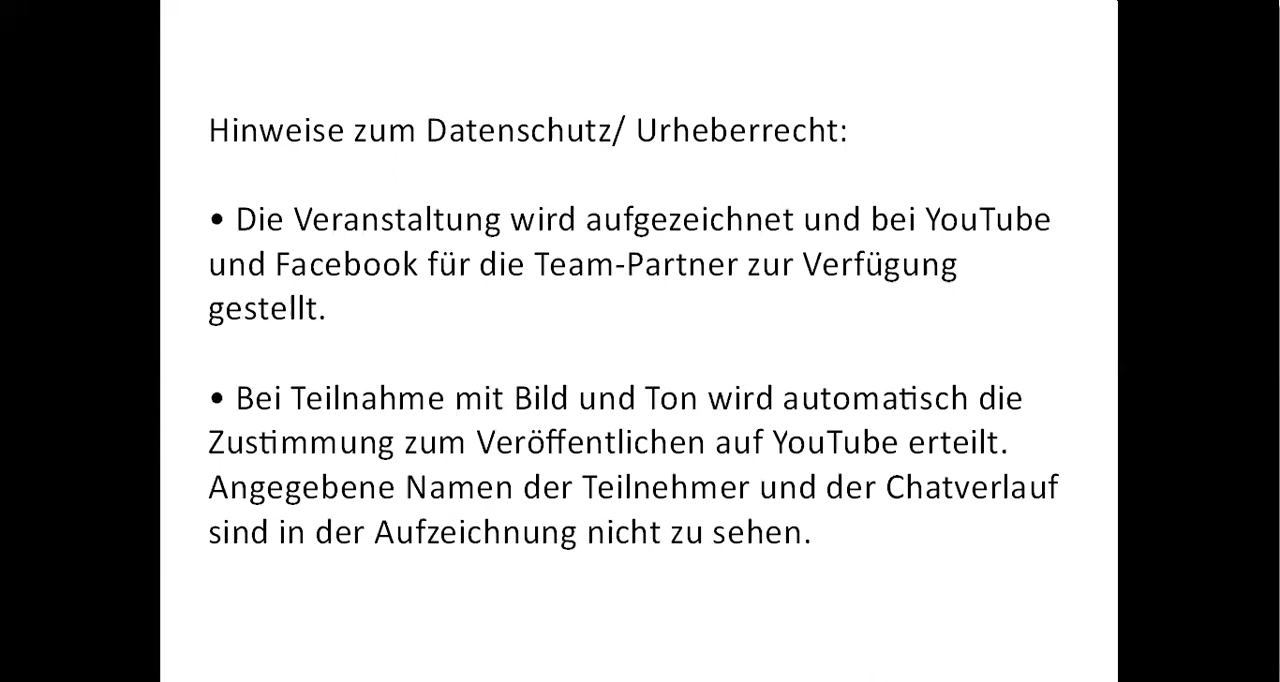 Hinweise zum Datenschutz/ Urheberrecht:
• Die Veranstaltung wird aufgezeichnet und bei YouTube
und Facebook für die Team-Partner zur Verfügung
gestellt.
• Bei Teilnahme mit Bild und Ton wird automatisch die
Zustimmung zum Veröffentlichen auf YouTube erteilt.
Angegebene Namen der Teilnehmer und der Chatverlauf
sind in der Aufzeichnung nicht zu sehen.